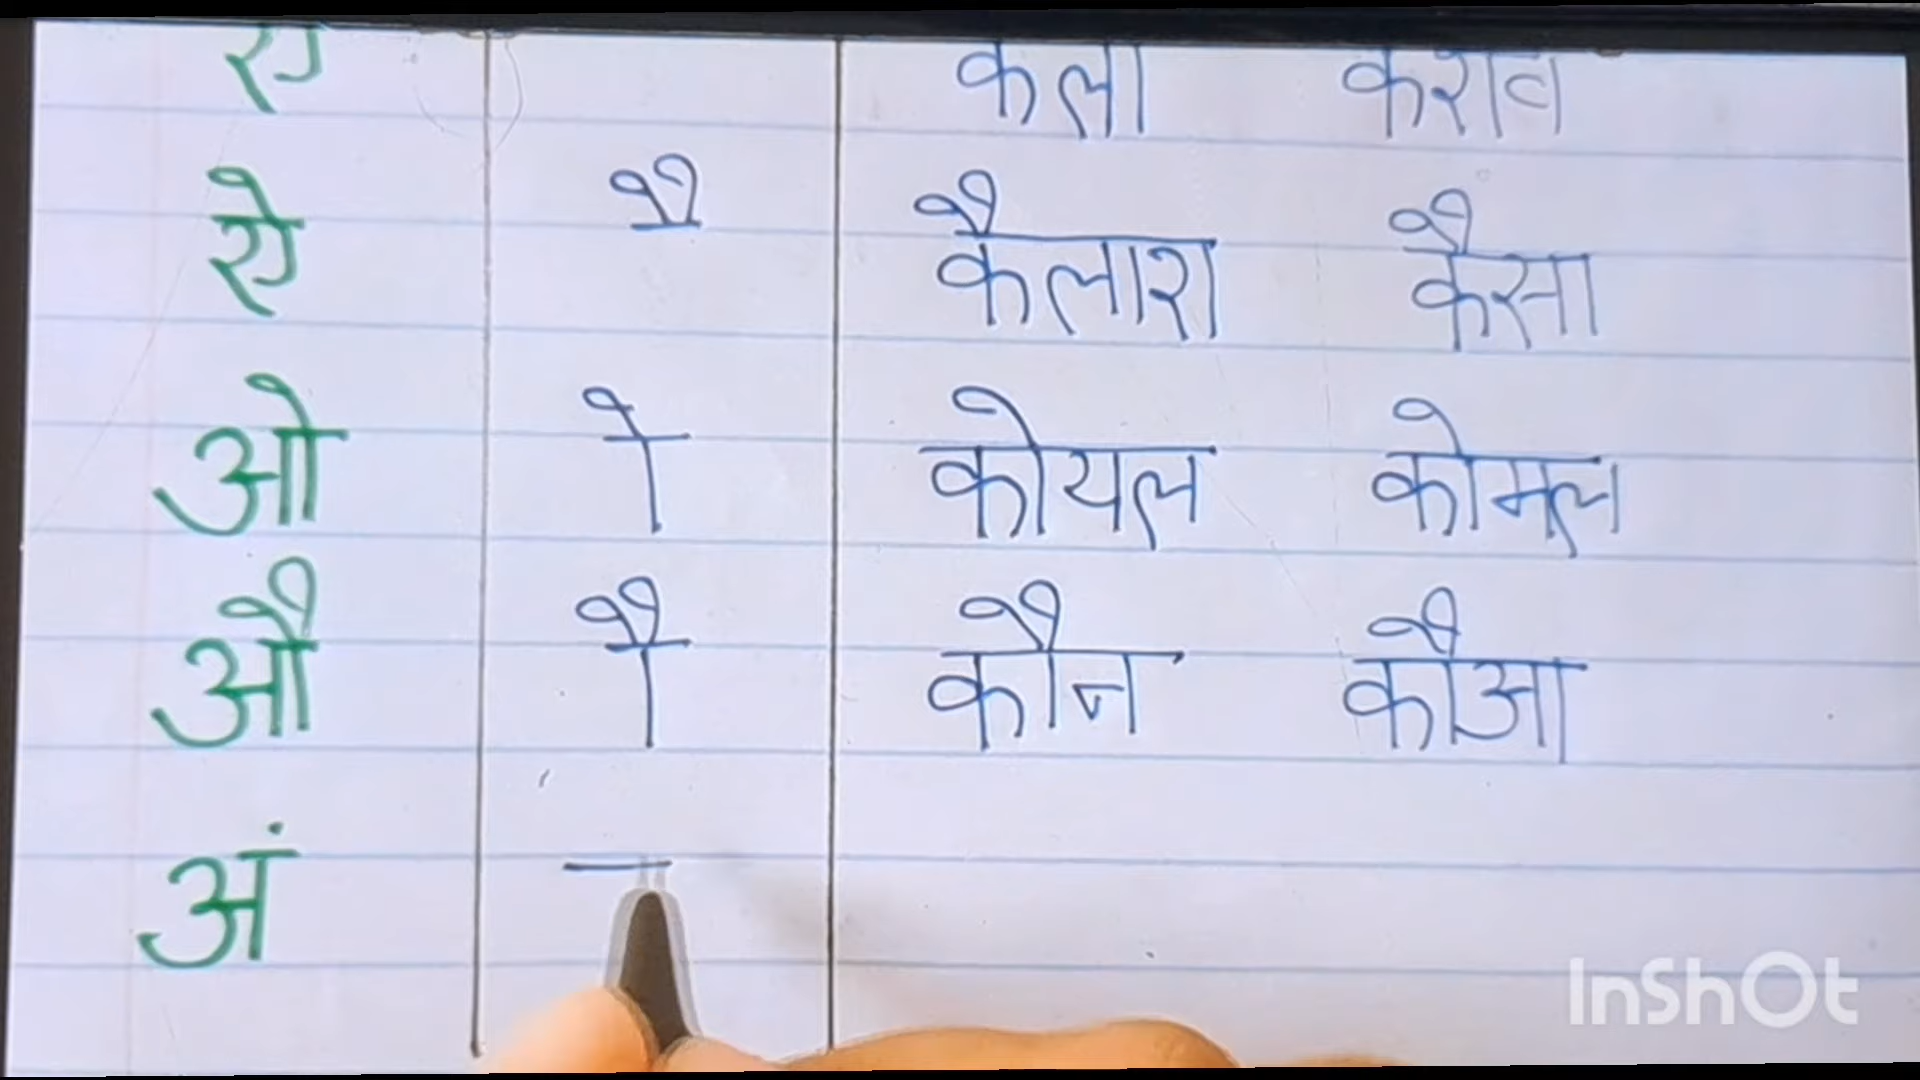 ए केला केशव
ऐ ै कैलाश कैसा
ओ ो कोयल कोमल
औ ौ कौन कौआ
अं
InShOt